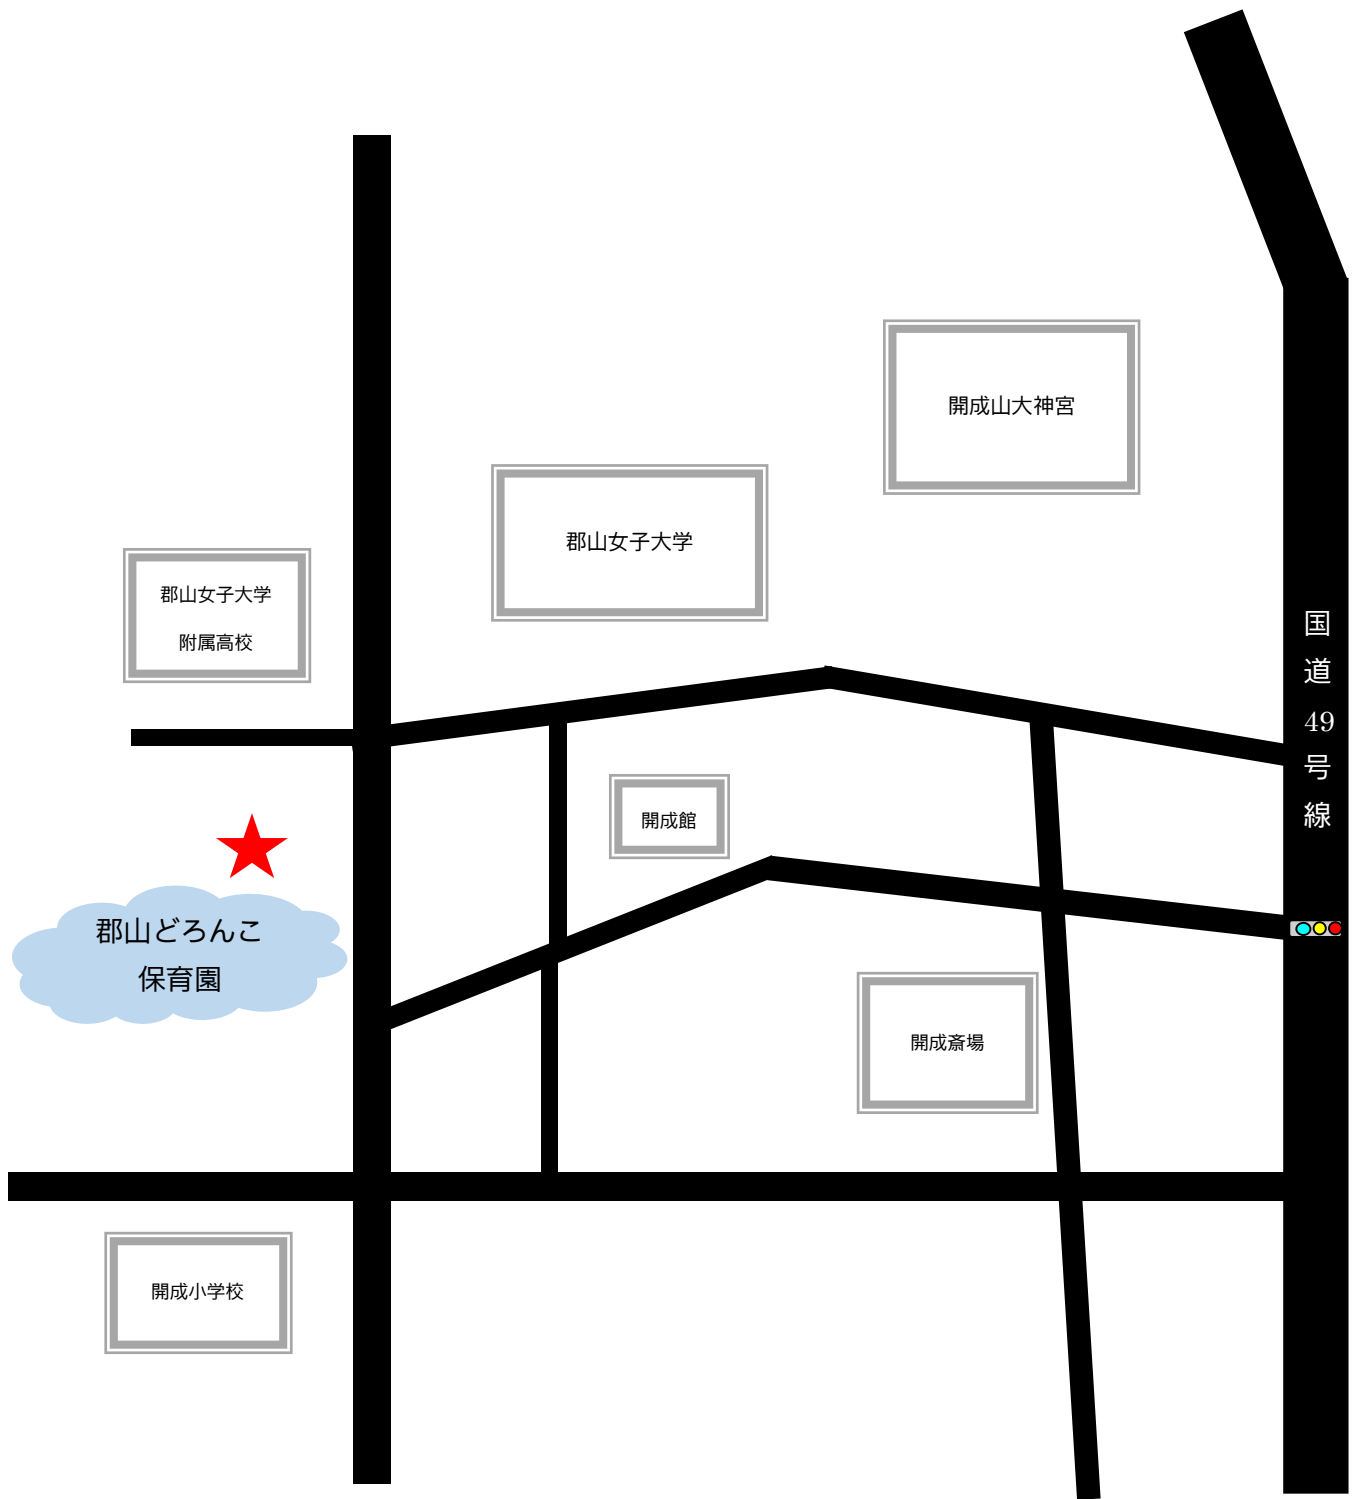 開成山大神宮
郡山女子大学
郡山女子大学
附属高校
国
道
49
号
線
開成館
郡山どろんこ
保育園
開成斎場
開成小学校